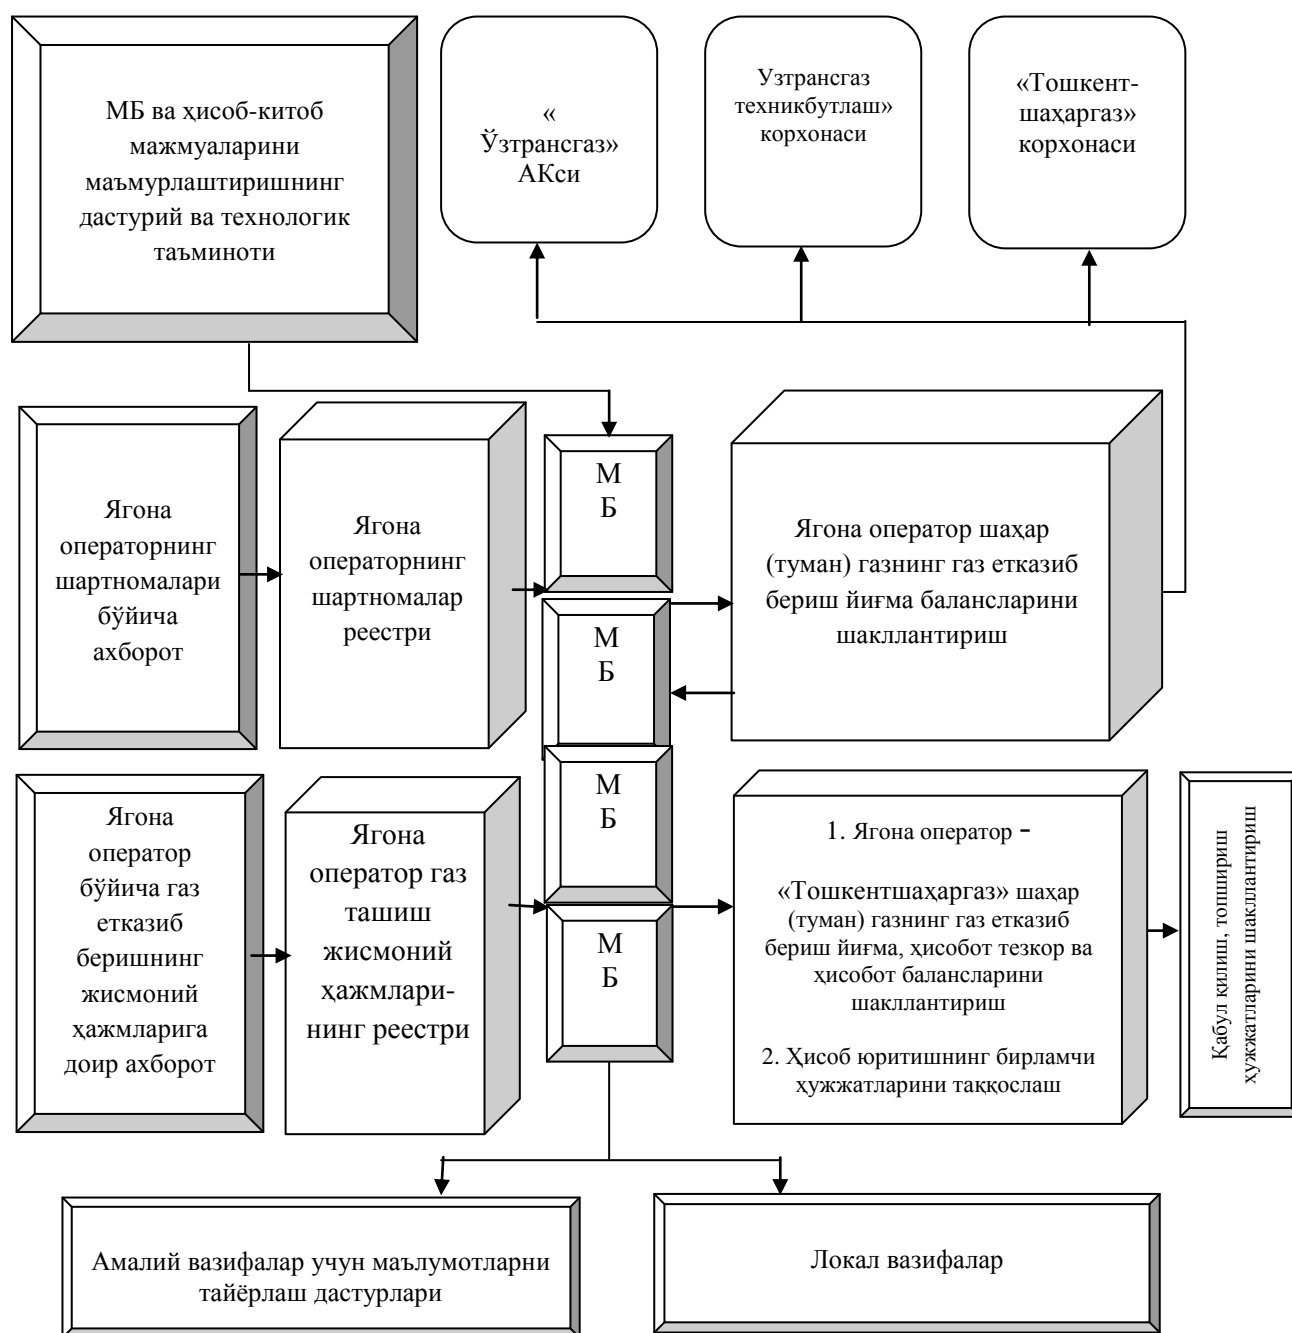 МБ ва ҳисоб-китоб
мажмуаларини
маъмурлаштиришнинг
дастурий ва технологик
таъминоти
«
Ўзтрансгаз»
АКси
Узтрансгаз
техникбутлаш»
корхонаси
«Тошкент-
шаҳаргаз»
корхонаси
Ягона
операторнинг
шартномалари
бўйича
ахборот
Ягона
операторнинг
шартномалар
реестри
М
Б
Ягона оператор шаҳар
(туман) газнинг газ етказиб
бериш йиғма балансларини
шакллантириш
М
Б
Ягона
оператор
бўйича газ
етказиб
беришнинг
жисмоний
ҳажмларига
доир ахборот
Ягона
оператор газ
ташиш
жисмоний
ҳажмлари-
нинг реестри
М
Б
М
Б
1. Ягона оператор -
«Тошкентшаҳаргаз» шаҳар
(туман) газнинг газ етказиб
бериш йиғма, ҳисобот тезкор ва
ҳисобот балансларини
шакллантириш
2. Ҳисоб юритишнинг бирламчи
ҳужжатларини таққослаш
Қабул қилиш, топшириш
ҳужжатларини шакллантириш
Амалий вазифалар учун маълумотларни
тайёрлаш дастурлари
Локал вазифалар